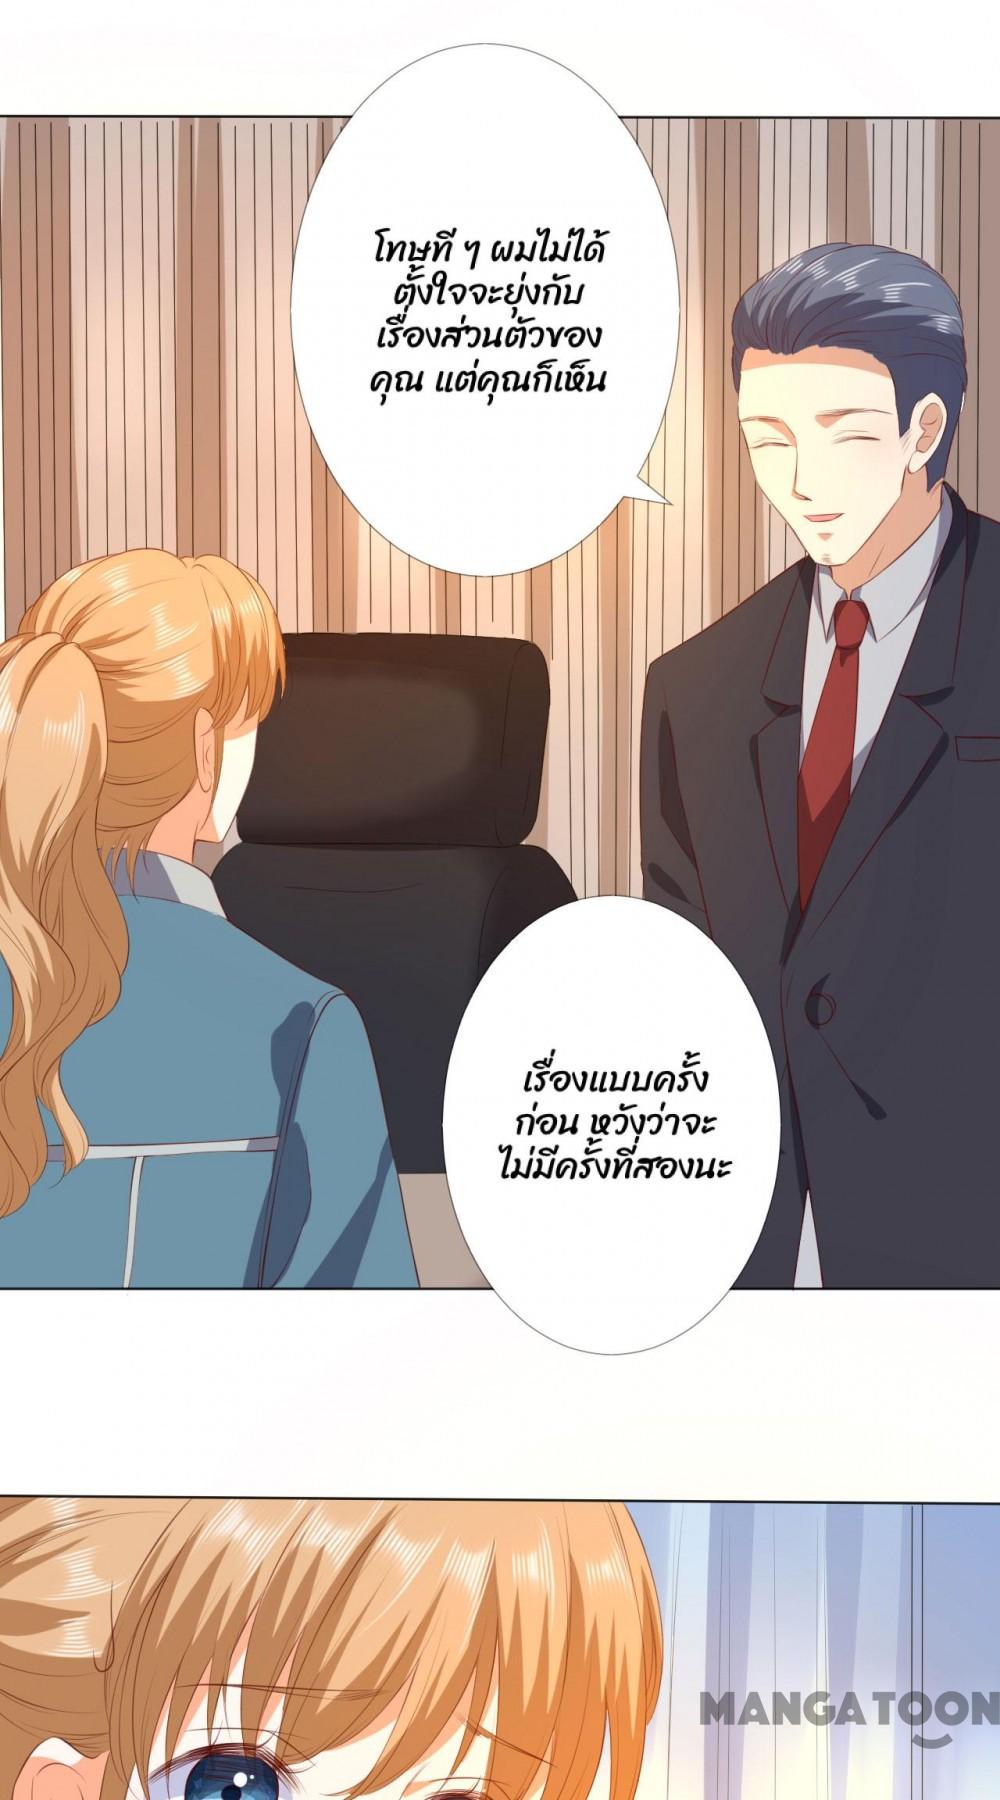 โทษที ๆ ผมไม่ได้
ตั้งใจจะยุ่งกับ
เรื่องส่วนตัวของ
คุณ แต่คุณก็เห็น
เรื่องแบบครั้ง
ก่อน หวังว่าจะ
ไม่มีครั้งที่สองนะ
MANGATOON